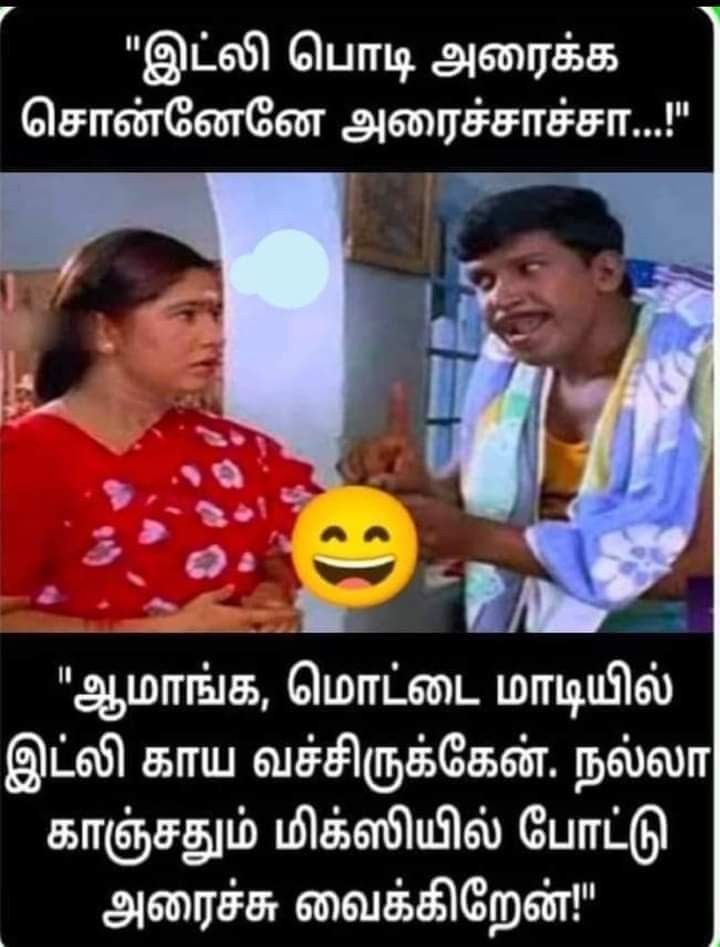 "இட்லி பொடி அரைக்க
சொன்னேனே அரைச்சாச்சா...!"
"ஆமாங்க, மொட்டை மாடியில்
இட்லி காய வச்சிருக்கேன். நல்லா
காஞ்சதும் மிக்ஸியில் போட்டு
அரைச்சு வைக்கிறேன்!"